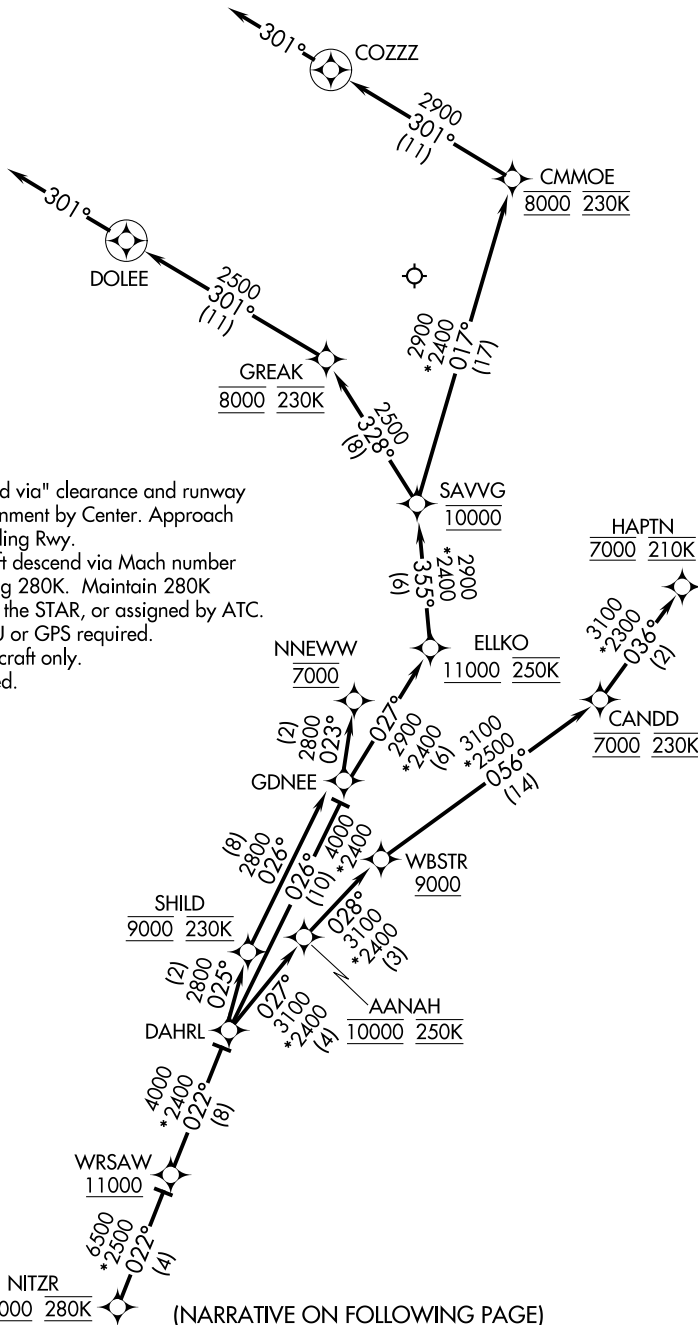 301°
COZZZ
2900
301°
(11)
CMMOE
8000 230K
301°
DOLEE
2500
301°
(11)
2900
*2400
017°
(17)
GREAK
8000 230K
2500
328°
(8)
SAVVG
10000
HAPTN
7000 210K
d via" clearance and runway
nment by Center. Approach
ling Rwy.
ft descend via Mach number
g 280K. Maintain 280K
the STAR, or assigned by ATC.
U or GPS required.
craft only.
ed.
2900
*2400
355°
(6)
3100
*2300
036°
(2)
NNEWW
7000
ELLKO
11000 250K
(2)
2800
023°
027°
2900
*2400
(6)
CANDD
7000 230K
3100
*2500
056°
(14)
GDNEE
(8)
2800
026°
4000
*2400
026°
(10)
WBSTR
9000
SHILD
9000 230K
028°
3100
*2400
(3)
(2)
2800
025°
027°
3100
*2400
(4)
AANAH
10000 250K
DAHRL
4000
*2400
022°
(8)
WRSAW
11000
6500
*2500
022°
(4)
NITZR
000 280K
(NARRATIVE ON FOLLOWING PAGE)